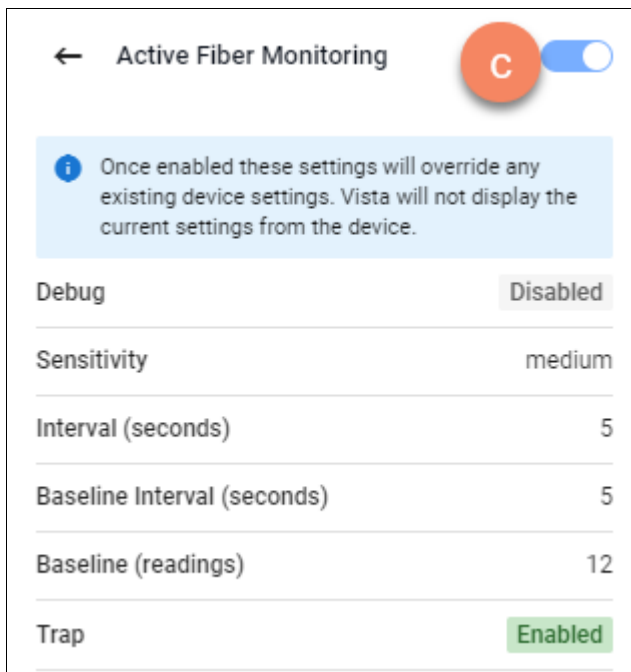 Active Fiber Monitoring C
Once enabled these settings will override any
existing device settings. Vista will not display the
current settings from the device.
Debug Disabled
Sensitivity medium
Interval (seconds) 5
Baseline Interval (seconds) 5
Baseline (readings) 12
Trap Enabled